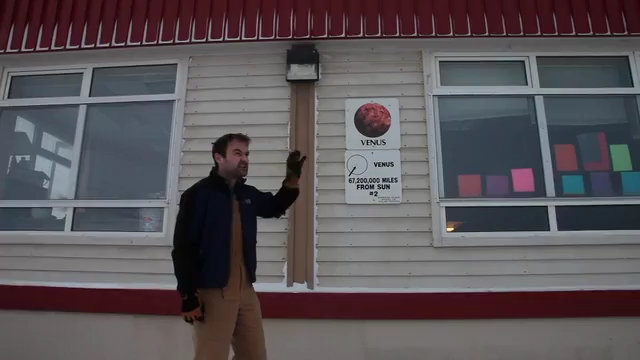 VENUS
VENUS
67,200,000 MILES
FROM SUN
#2